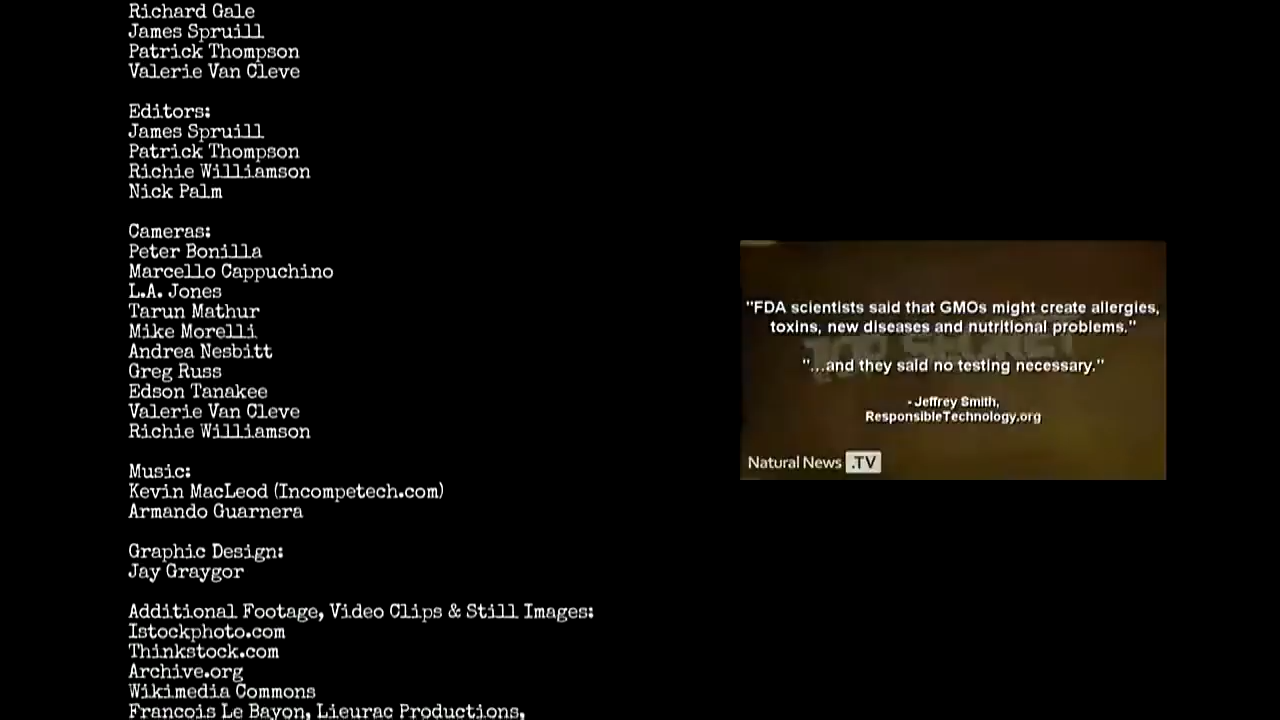 Richard Gale
James Spruill
Patrick Thompson
Valerie Van Cleve
Editors:
James Spruill
Patrick Thompson
Richie Williamson
Nick Palm
Cameras:
Peter Bonilla
Marcello Cappuchino
L.A. Jones
Tarun Mathur
Mike Morelli
Andrea Nesbitt
Greg Russ
Edson Tanakee
Valerie Van Cleve
Richie Williamson
Music:
Kevin MacLeod (Incompetech.com)
Armando Guarnera
Graphic Design:
Jay Graygor
Additional Footage, Video Clips & Still Images:
Istockphoto.com
Thinkstock.com
Archive.org
Wikimedia Commons
Francois Le Bayon, Lieurac Productions,
"FDA scientists said that GMOs might create allergies,
toxins, new diseases and nutritional problems."
TOP SECRET
"...and they said no testing necessary."
- Jeffrey Smith,
ResponsibleTechnology.org
Natural News .TV